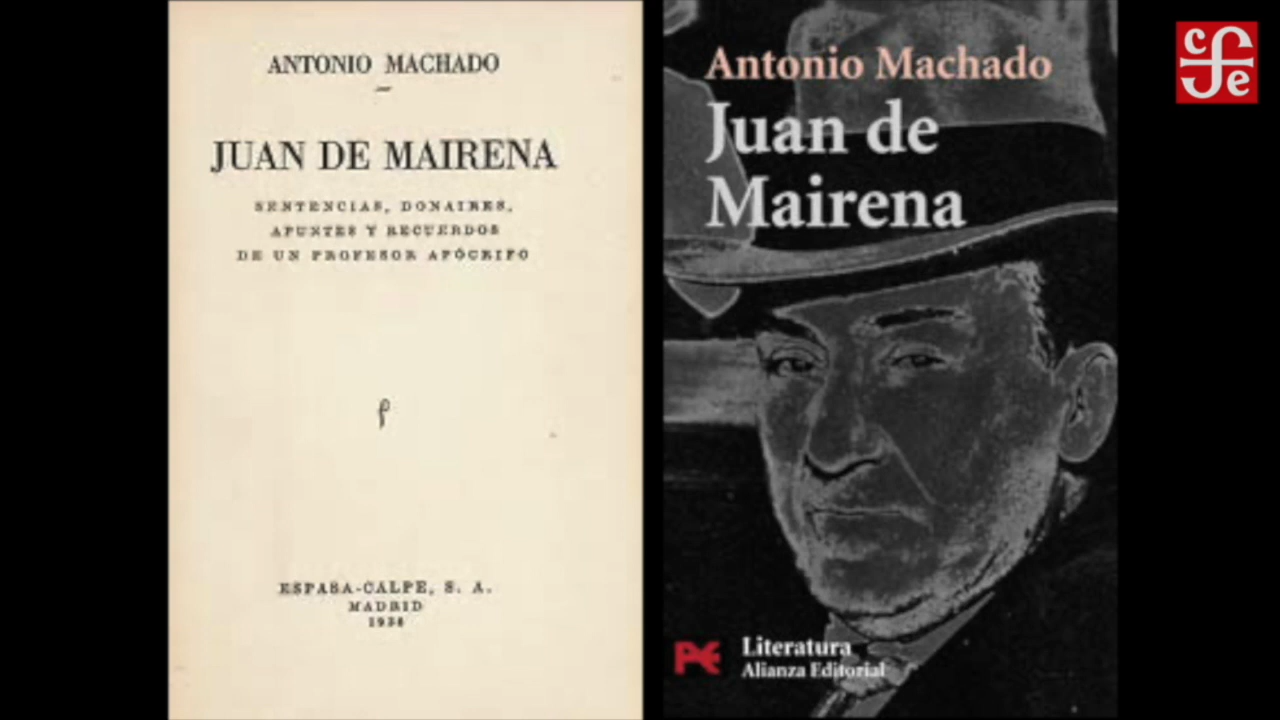 ANTONIO MACHADO
JUAN DE MAIRENA
SENTENCIAS, DONAIRES,
APUNTES Y RECUERDOS
DE UN PROFESOR APÓCRIFO
ESPASA-CALPE, S. A.
MADRID
1936
Antonio Machado
Juan de
Mairena
Literatura
Alianza Editorial
cfe